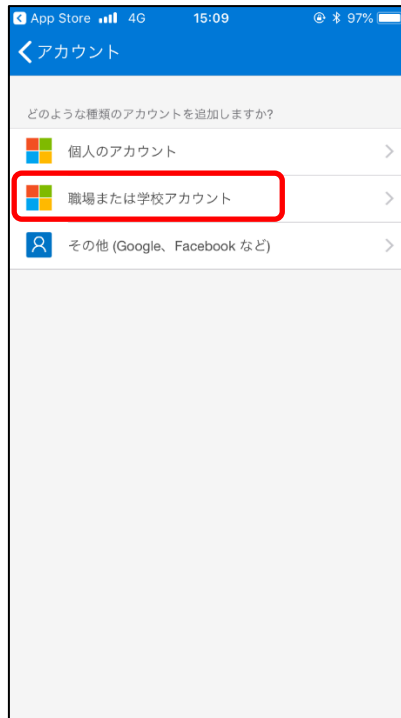 App Store 4G 15:09 97%
アカウント
どのような種類のアカウントを追加しますか?
個人のアカウント
職場または学校アカウント
その他 (Google、Facebook など)